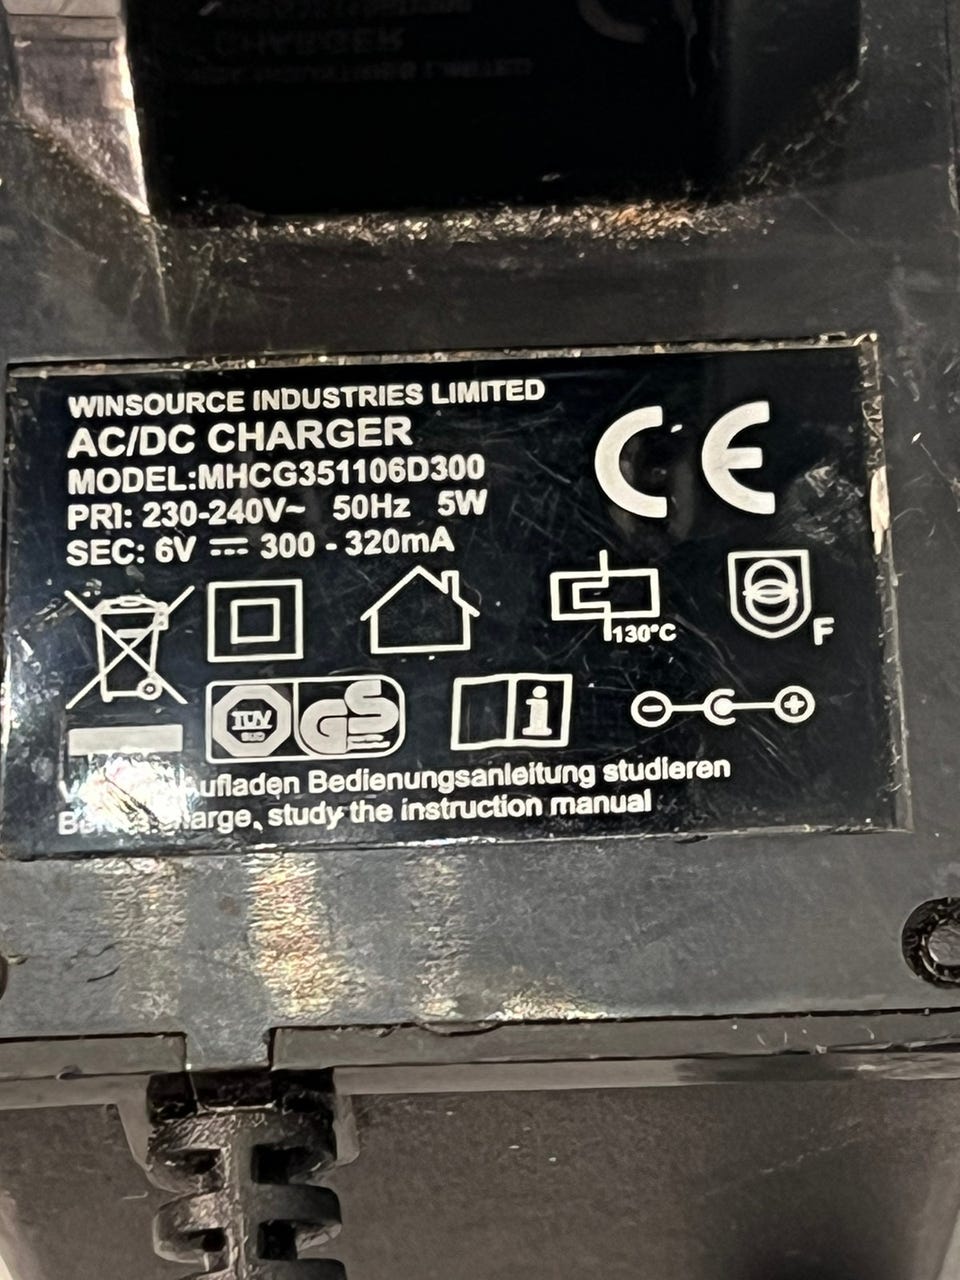 WINSOURCE INDUSTRIES LIMITED
AC/DC CHARGER
MODEL:MHCG351106D300
PRI: 230-240V~ 50Hz 5W
SEC: 6V ⎓ 300 - 320mA
CE
130°C
F
TÜV
GS
i
Aufladen Bedienungsanleitung studieren
charge, study the instruction manual